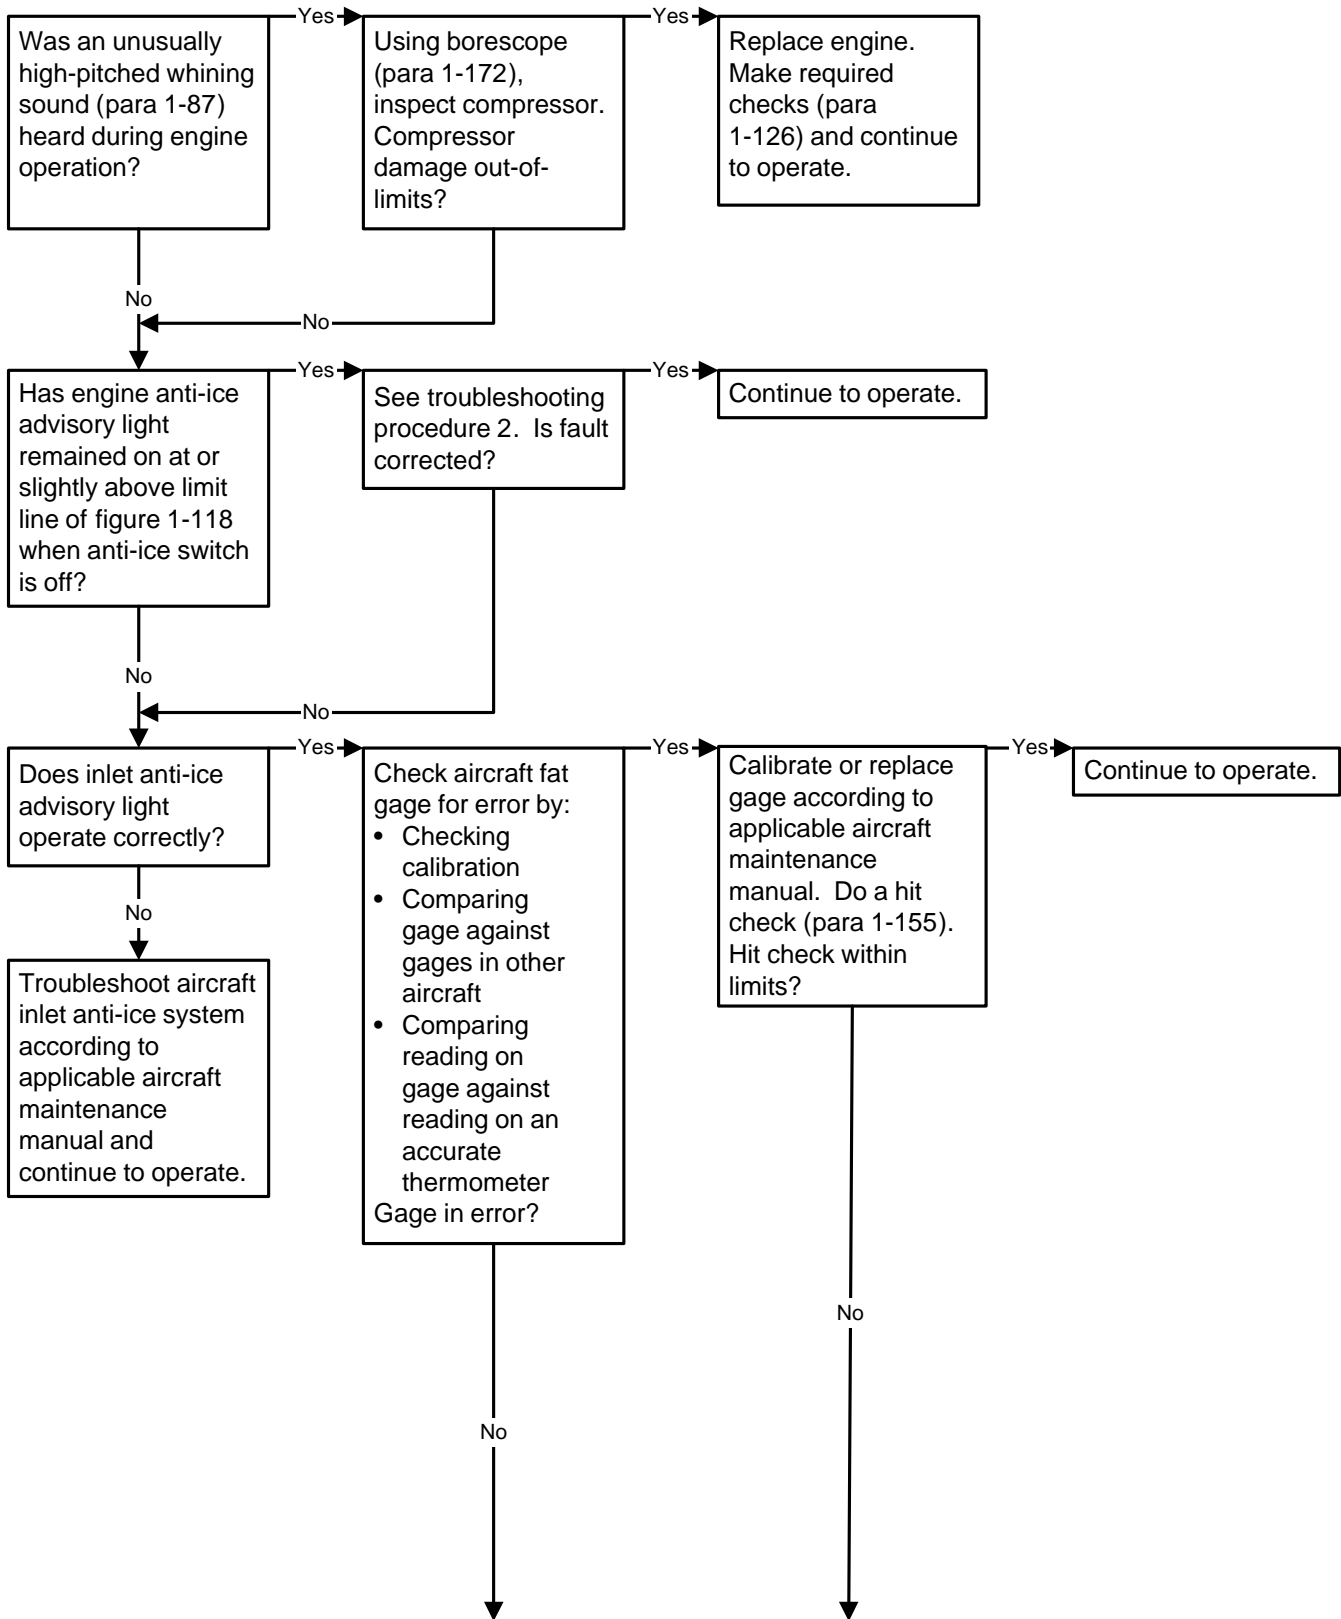 Yes
Yes
Was an unusually
high-pitched whining
sound (para 1-87)
heard during engine
operation?
Using borescope
(para 1-172),
inspect compressor.
Compressor
damage out-of-
limits?
Replace engine.
Make required
checks (para
1-126) and continue
to operate.
No
No
Yes
Yes
Has engine anti-ice
advisory light
remained on at or
slightly above limit
line of figure 1-118
when anti-ice switch
is off?
See troubleshooting
procedure 2.  Is fault
corrected?
Continue to operate.
No
No
Yes
Yes
Yes
Does inlet anti-ice
advisory light
operate correctly?
Check aircraft fat
gage for error by:
• Checking
calibration
• Comparing
gage against
gages in other
aircraft
• Comparing
reading on
gage against
reading on an
accurate
thermometer
Gage in error?
Calibrate or replace
gage according to
applicable aircraft
maintenance
manual.  Do a hit
check (para 1-155).
Hit check within
limits?
Continue to operate.
No
Troubleshoot aircraft
inlet anti-ice system
according to
applicable aircraft
maintenance
manual and
continue to operate.
No
No